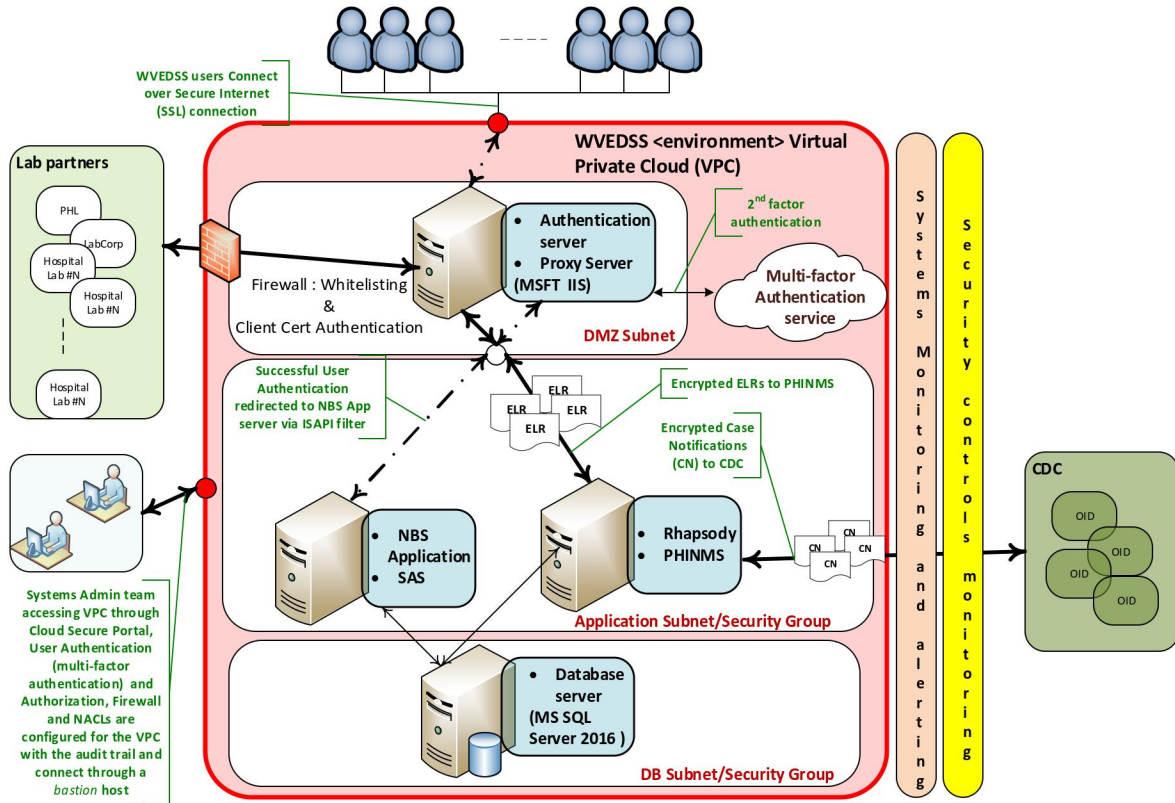 WVEDSS users Connect
over Secure Internet
(SSL) connection
WVEDSS <environment> Virtual
Private Cloud (VPC)
Lab partners
PHL
LabCorp
Hospital
Lab #N
Hospital
Lab #N
Hospital
Lab #N
Authentication
server
Proxy Server
(MSFT IIS)
2nd factor
authentication
Multi-factor
Authentication
service
Firewall : Whitelisting
&
Client Cert Authentication
DMZ Subnet
Successful User
Authentication
redirected to NBS App
server via ISAPI filter
ELR
ELR
ELR
ELR
Encrypted ELRs to PHINMS
Encrypted Case
Notifications
(CN) to CDC
NBS
Application
SAS
Rhapsody
PHINMS
CN
CN
CN
CN
Application Subnet/Security Group
Database
server
(MS SQL
Server 2016 )
DB Subnet/Security Group
Systems Admin team
accessing VPC through
Cloud Secure Portal,
User Authentication
(multi-factor
authentication) and
Authorization, Firewall
and NACLs are
configured for the VPC
with the audit trail and
connect through a
bastion host
Systems Monitoring and alerting
Security controls monitoring
CDC
OID
OID
OID
OID